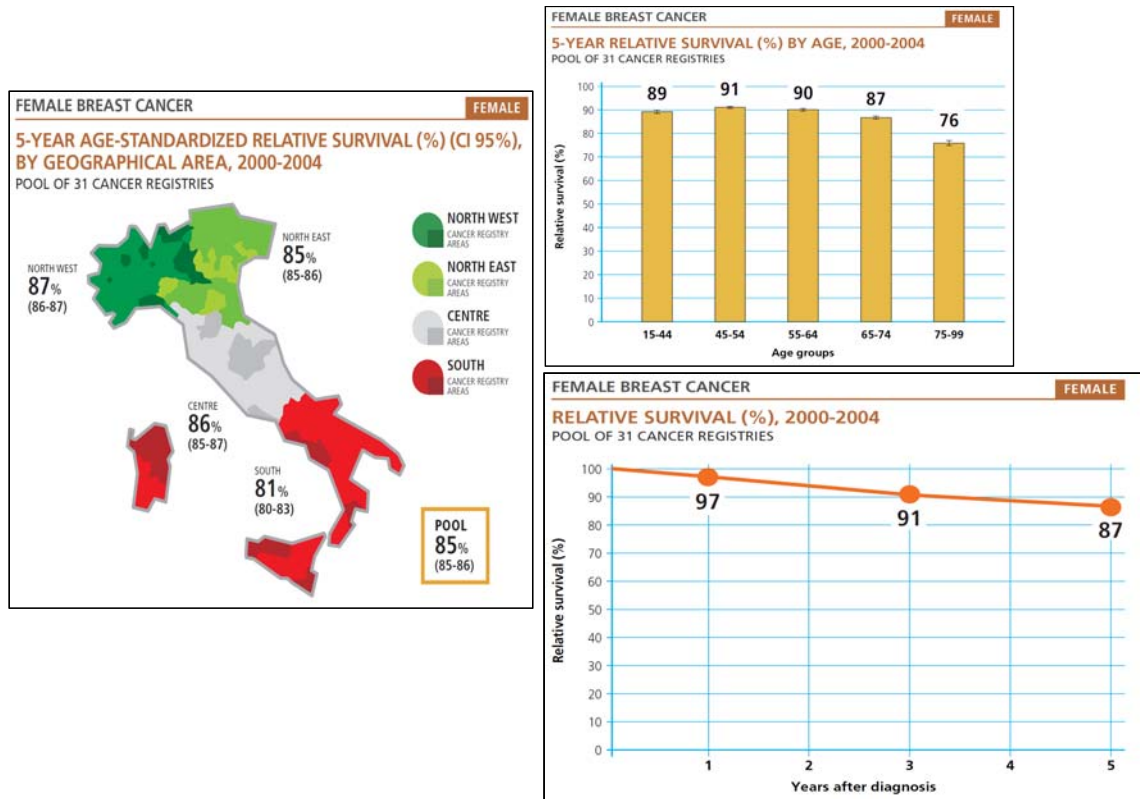 FEMALE BREAST CANCER
FEMALE
5-YEAR AGE-STANDARDIZED RELATIVE SURVIVAL (%) (CI 95%),
BY GEOGRAPHICAL AREA, 2000-2004
POOL OF 31 CANCER REGISTRIES
NORTH WEST
CANCER REGISTRY
AREAS
NORTH EAST
CANCER REGISTRY
AREAS
CENTRE
CANCER REGISTRY
AREAS
SOUTH
CANCER REGISTRY
AREAS
NORTH EAST
85%
(85-86)
NORTH WEST
87%
(86-87)
CENTRE
86%
(85-87)
SOUTH
81%
(80-83)
POOL
85%
(85-86)
FEMALE BREAST CANCER
FEMALE
5-YEAR RELATIVE SURVIVAL (%) BY AGE, 2000-2004
POOL OF 31 CANCER REGISTRIES
Relative survival (%)
100
90
80
70
60
50
40
30
20
10
0
89
91
90
87
76
15-44
45-54
55-64
65-74
75-99
Age groups
FEMALE BREAST CANCER
FEMALE
RELATIVE SURVIVAL (%), 2000-2004
POOL OF 31 CANCER REGISTRIES
Relative survival (%)
100
90
80
70
60
50
40
30
20
10
0
97
91
87
1
2
3
4
5
Years after diagnosis